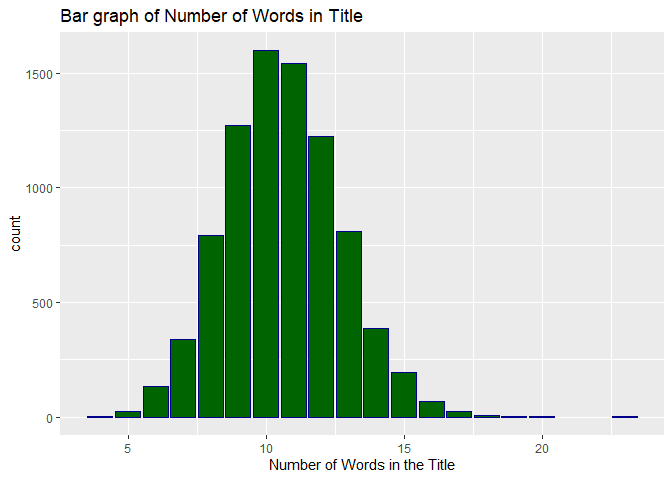 Bar graph of Number of Words in Title
1500
1000
500
0
count
5 10 15 20
Number of Words in the Title